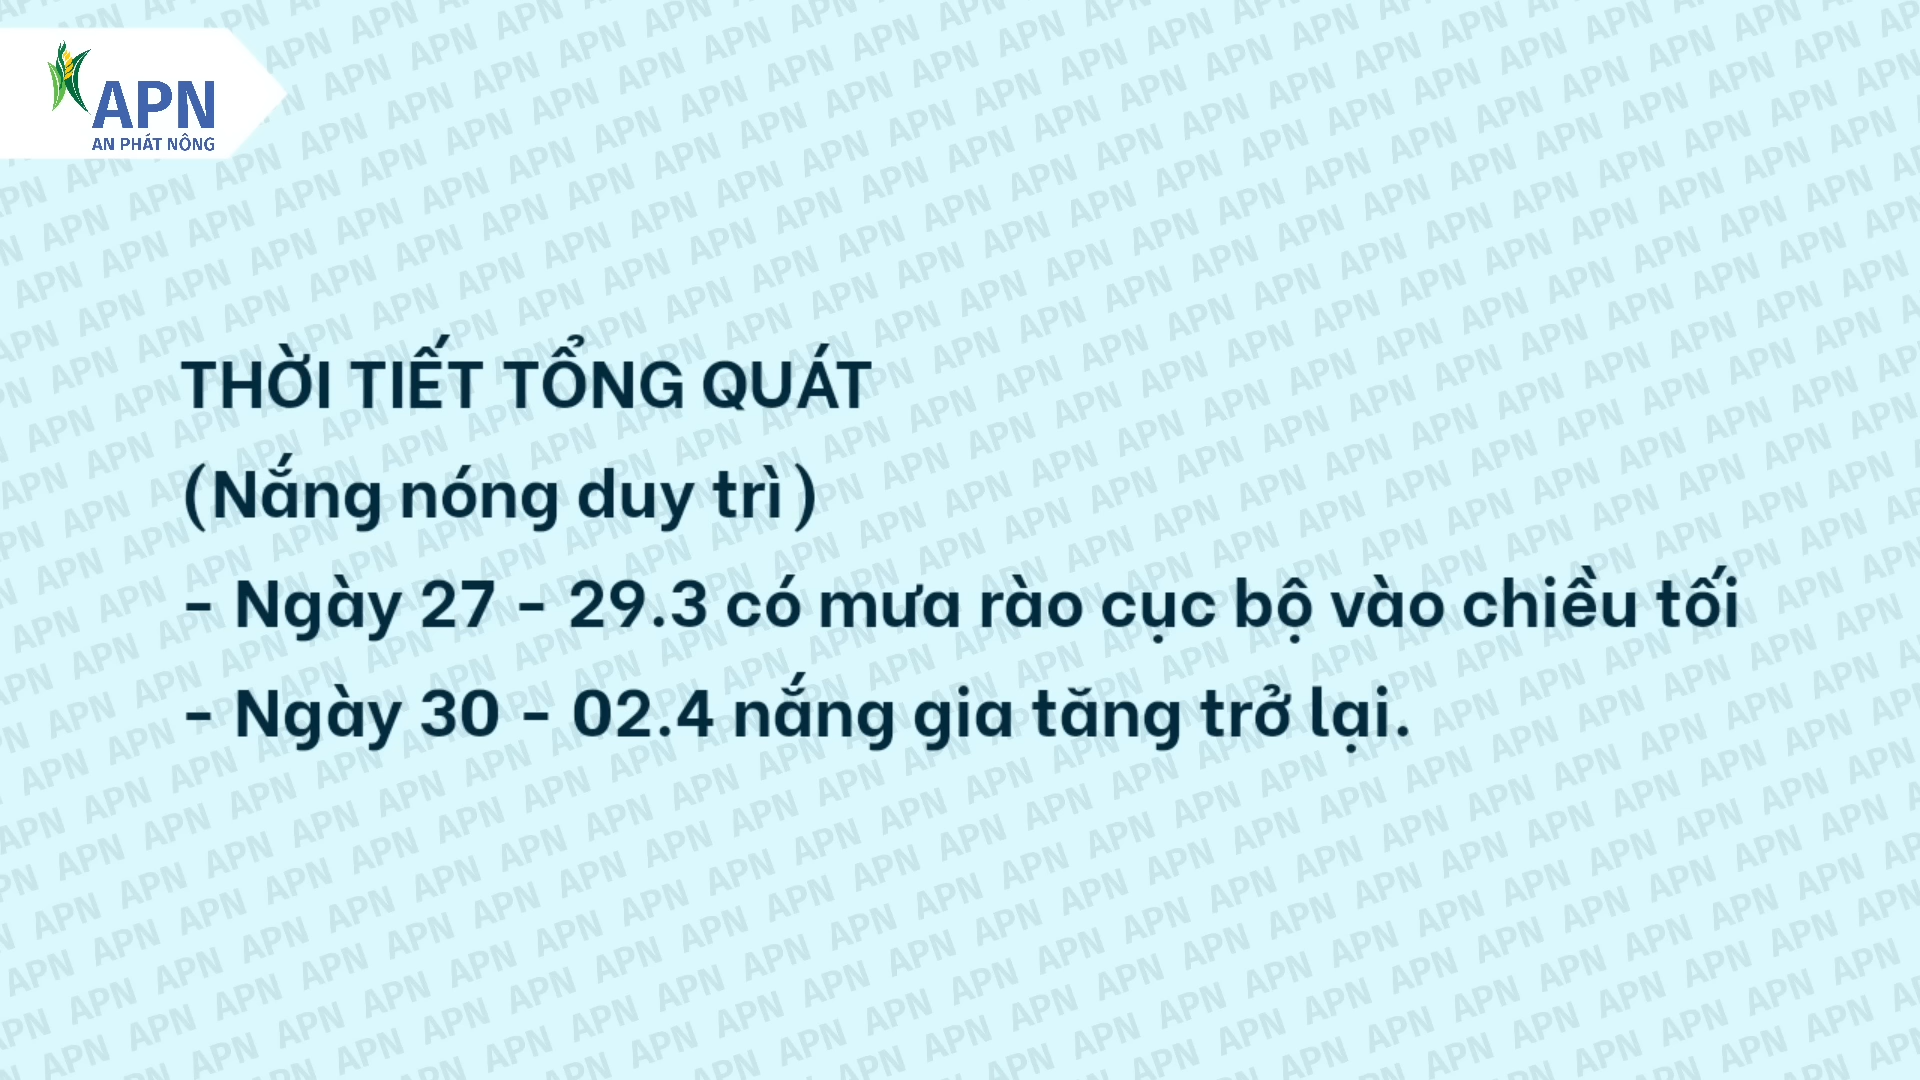 APN
AN PHÁT NÔNG
THỜI TIẾT TỔNG QUÁT
(Nắng nóng duy trì)
- Ngày 27 - 29.3 có mưa rào cục bộ vào chiều tối
- Ngày 30 - 02.4 nắng gia tăng trở lại.